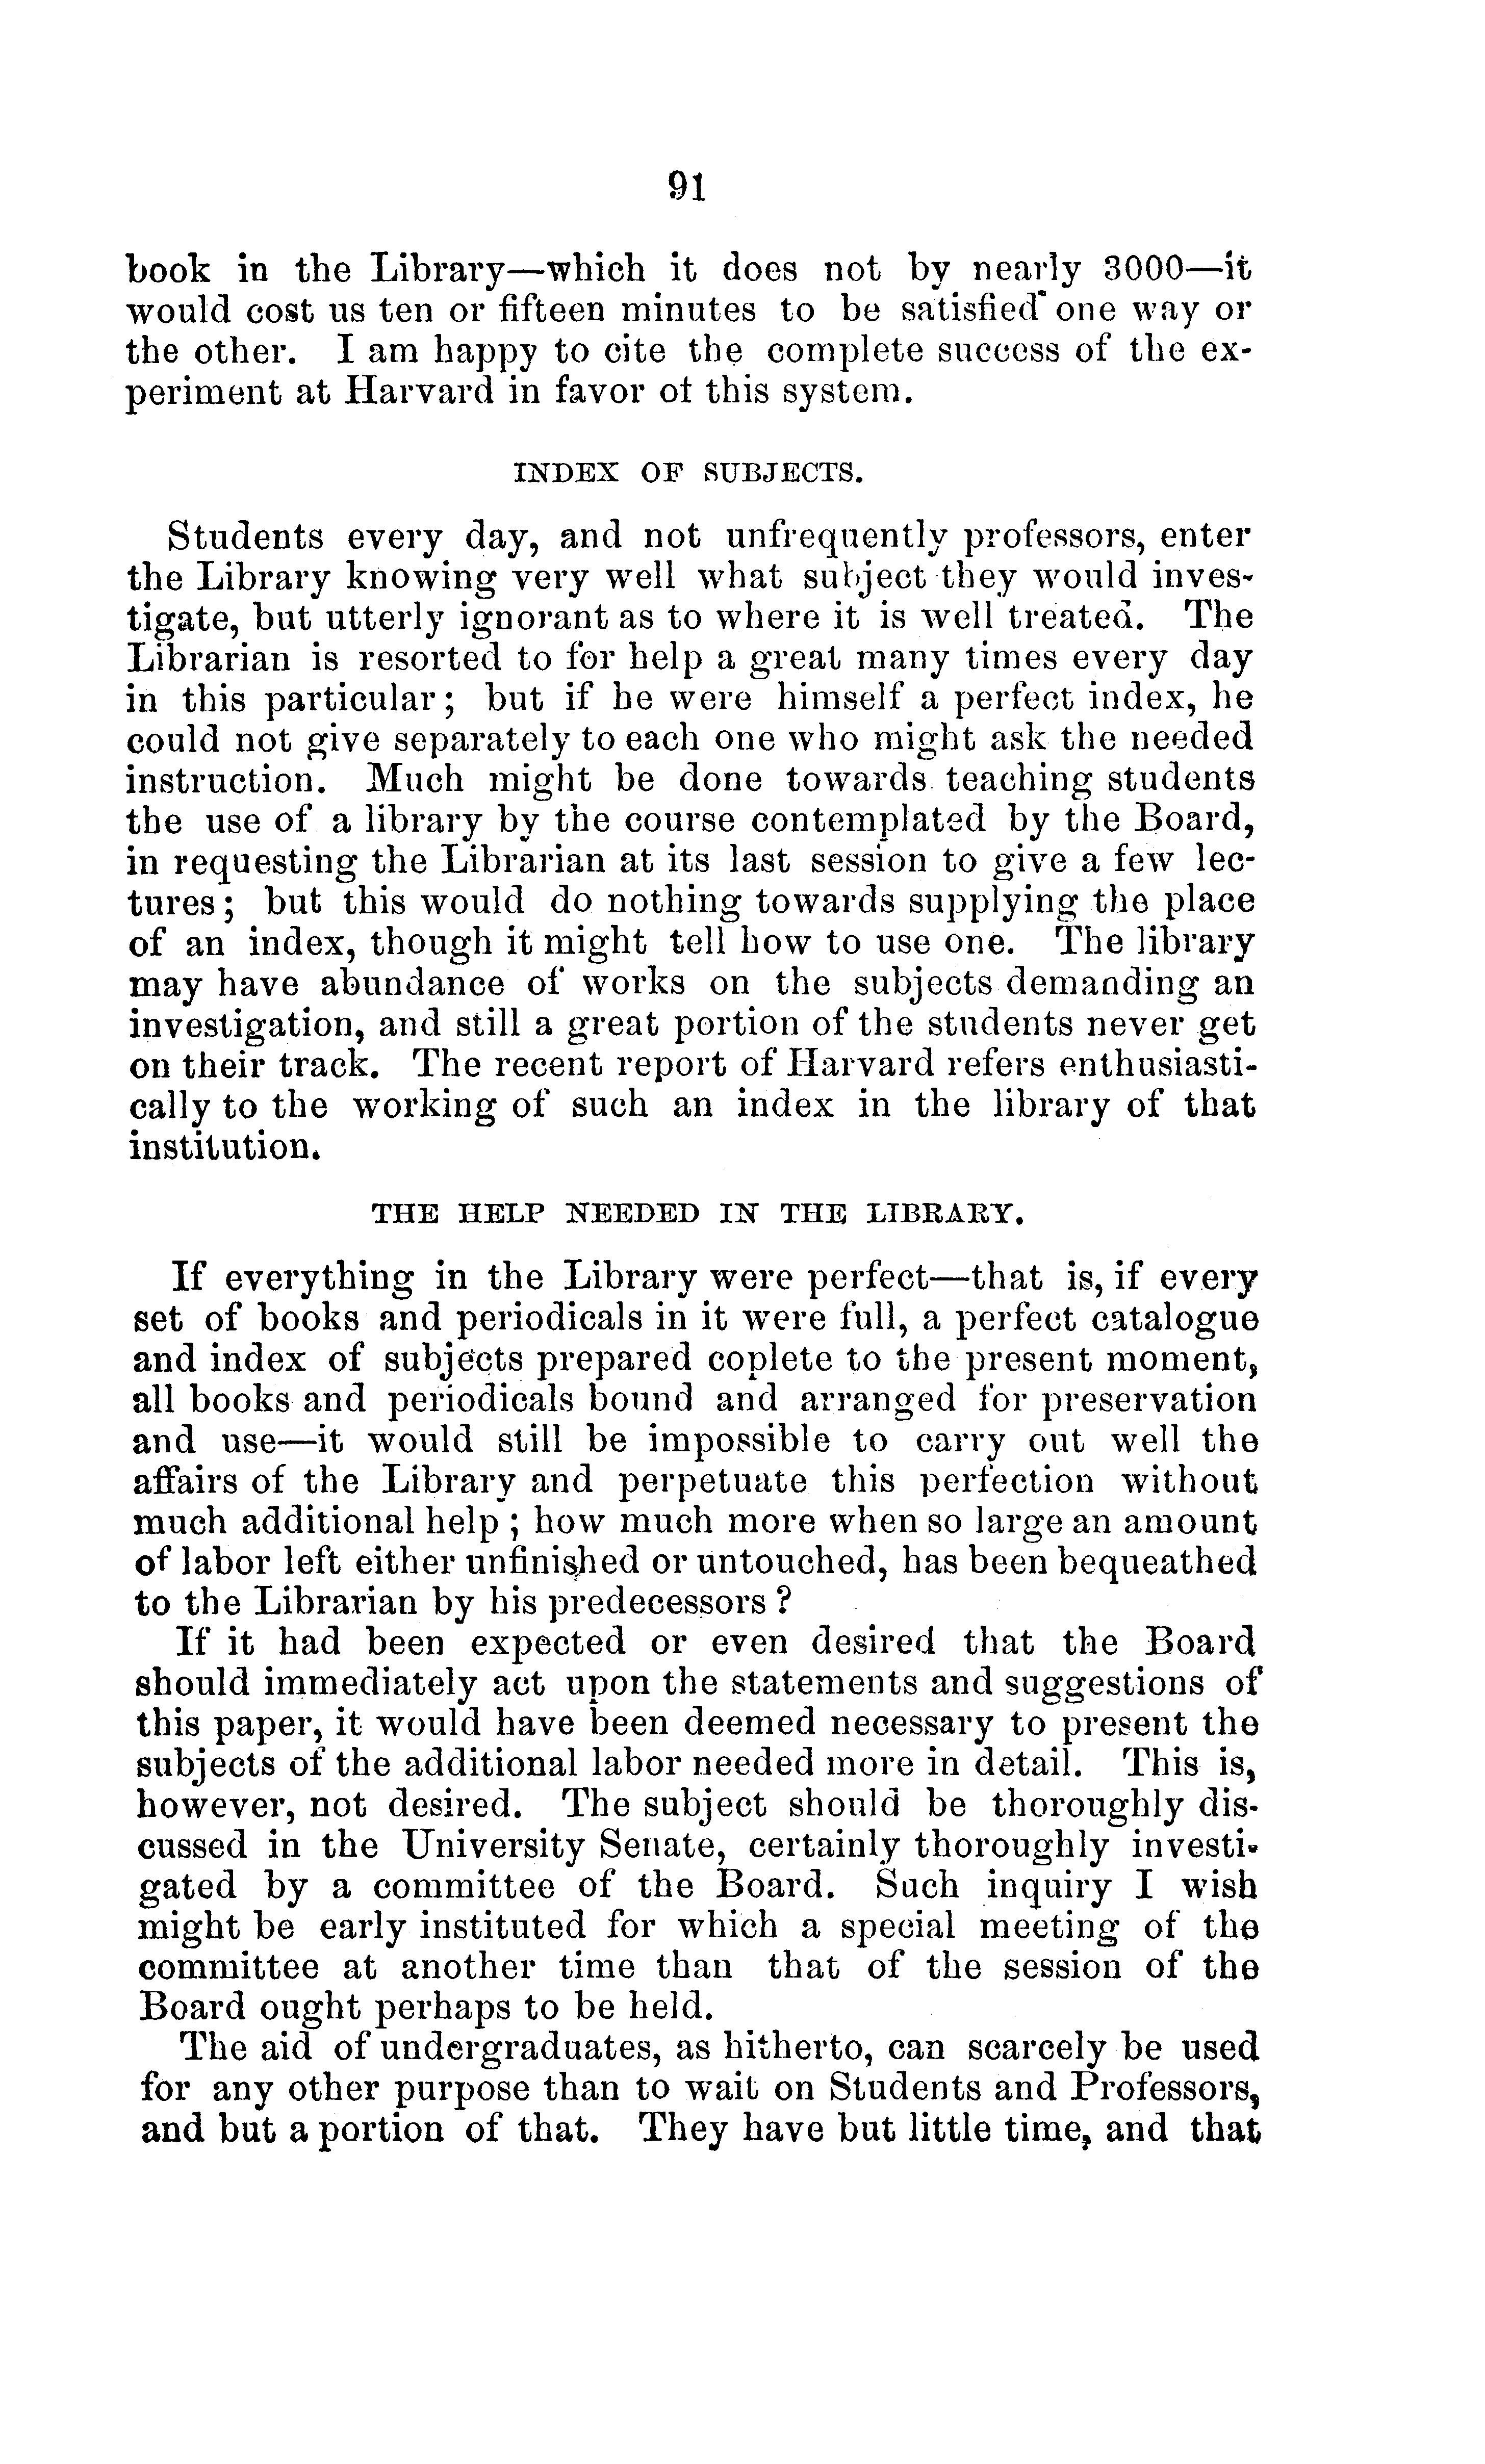 91
book in the Library—which it does not by nearly 3000—it
would cost us ten or fifteen minutes to be satisfied one way or
the other. I am happy to cite the complete success of the ex-
periment at Harvard in favor of this system.
INDEX OF SUBJECTS.
Students every day, and not unfrequently professors, enter
the Library knowing very well what subject they would inves-
tigate, but utterly ignorant as to where it is well treated. The
Librarian is resorted to for help a great many times every day
in this particular; but if he were himself a perfect index, he
could not give separately to each one who might ask the needed
instruction. Much might be done towards teaching students
the use of a library by the course contemplated by the Board,
in requesting the Librarian at its last session to give a few lec-
tures; but this would do nothing towards supplying the place
of an index, though it might tell how to use one. The library
may have abundance of works on the subjects demanding an
investigation, and still a great portion of the students never get
on their track. The recent report of Harvard refers enthusiasti-
cally to the working of such an index in the library of that
institution.
THE HELP NEEDED IN THE LIBRARY.
If everything in the Library were perfect—that is, if every
set of books and periodicals in it were full, a perfect catalogue
and index of subjects prepared coplete to the present moment,
all books and periodicals bound and arranged for preservation
and use—it would still be impossible to carry out well the
affairs of the Library and perpetuate this perfection without
much additional help; how much more when so large an amount
of labor left either unfinished or untouched, has been bequeathed
to the Librarian by his predecessors?
If it had been expected or even desired that the Board
should immediately act upon the statements and suggestions of
this paper, it would have been deemed necessary to present the
subjects of the additional labor needed more in detail. This is,
however, not desired. The subject should be thoroughly dis-
cussed in the University Senate, certainly thoroughly investi-
gated by a committee of the Board. Such inquiry I wish
might be early instituted for which a special meeting of the
committee at another time than that of the session of the
Board ought perhaps to be held.
The aid of undergraduates, as hitherto, can scarcely be used
for any other purpose than to wait on Students and Professors,
and but a portion of that. They have but little time, and that